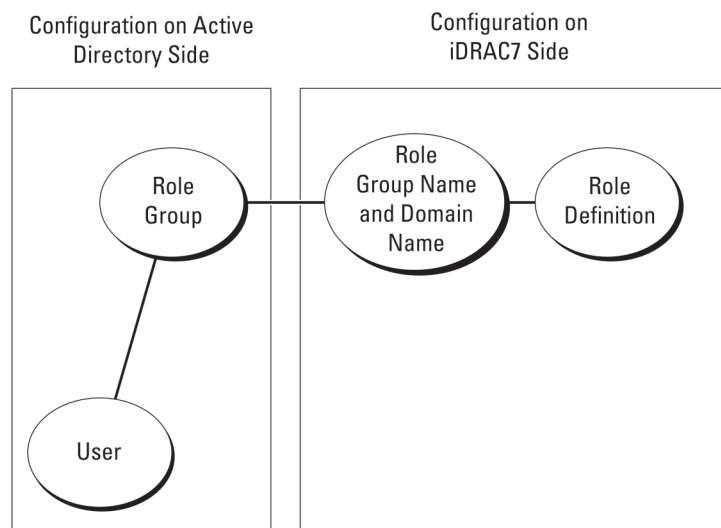 Configuration on Active
Directory Side
Configuration on
iDRAC7 Side
Role
Group
Role
Group Name
and Domain
Name
Role
Definition
User